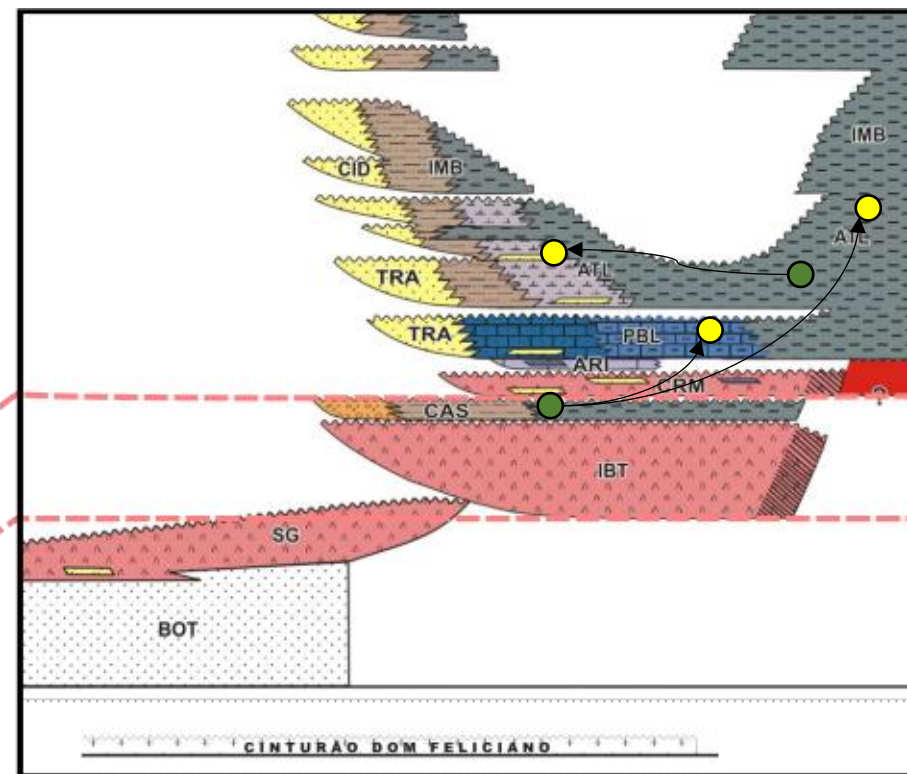 IMB
CID
IMB
ATL
ATL
TRA
TRA
PBL
ARI
CRM
?
CAS
IBT
SG
BOT
CINTURÃO DOM FELICIANO